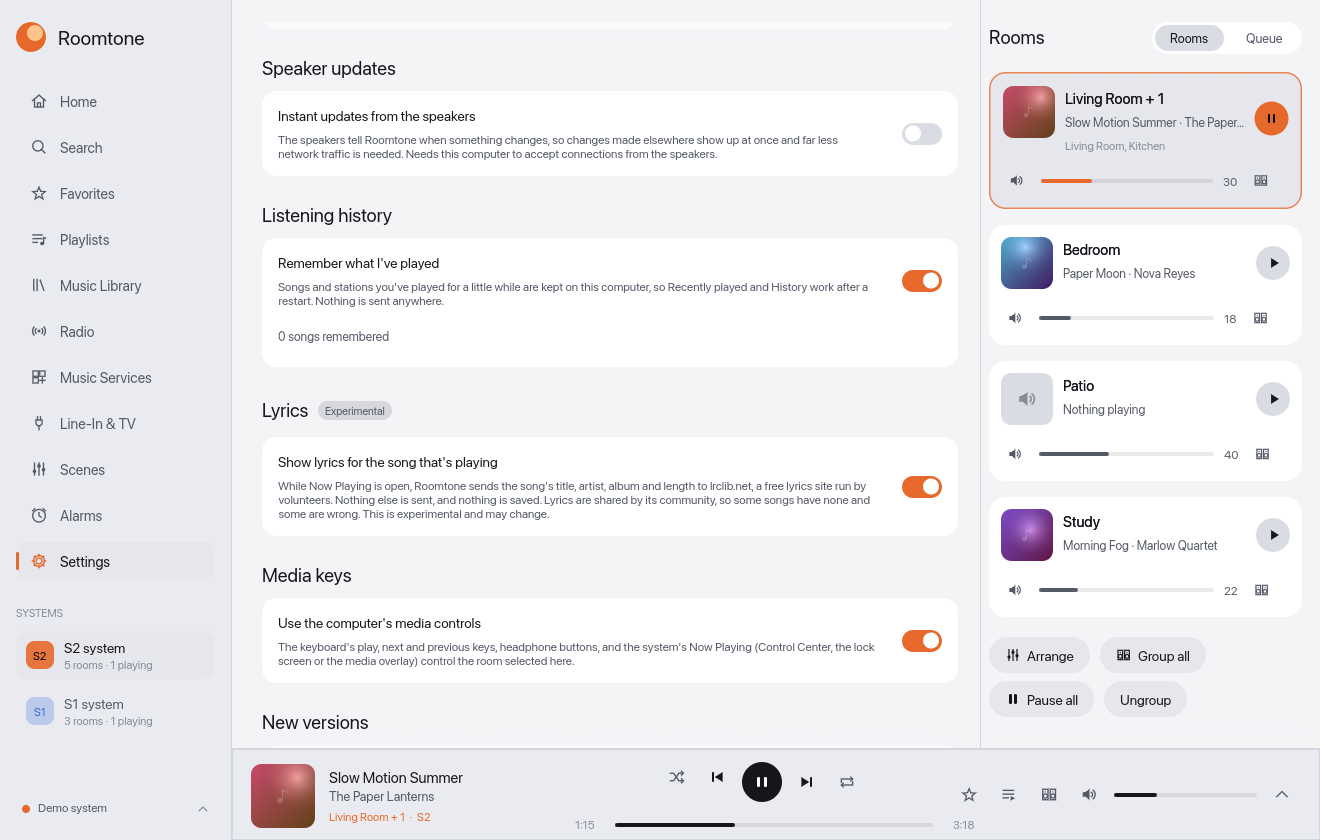 Roomtone
Home
Search
Favorites
Playlists
Music Library
Radio
Music Services
Line-In & TV
Scenes
Alarms
Settings
SYSTEMS
S2
S2 system
5 rooms · 1 playing
S1
S1 system
3 rooms · 1 playing
Demo system
Speaker updates
Instant updates from the speakers
The speakers tell Roomtone when something changes, so changes made elsewhere show up at once and far less
network traffic is needed. Needs this computer to accept connections from the speakers.
Listening history
Remember what I've played
Songs and stations you've played for a little while are kept on this computer, so Recently played and History work after a
restart. Nothing is sent anywhere.
0 songs remembered
Lyrics Experimental
Show lyrics for the song that's playing
While Now Playing is open, Roomtone sends the song's title, artist, album and length to lrclib.net, a free lyrics site run by
volunteers. Nothing else is sent, and nothing is saved. Lyrics are shared by its community, so some songs have none and
some are wrong. This is experimental and may change.
Media keys
Use the computer's media controls
The keyboard's play, next and previous keys, headphone buttons, and the system's Now Playing (Control Center, the lock
screen or the media overlay) control the room selected here.
New versions
Rooms
Rooms Queue
Living Room + 1
Slow Motion Summer · The Paper...
Living Room, Kitchen
30
Bedroom
Paper Moon · Nova Reyes
18
Patio
Nothing playing
40
Study
Morning Fog · Marlow Quartet
22
Arrange Group all
Pause all Ungroup
Slow Motion Summer
The Paper Lanterns
Living Room + 1 · S2
1:15 3:18